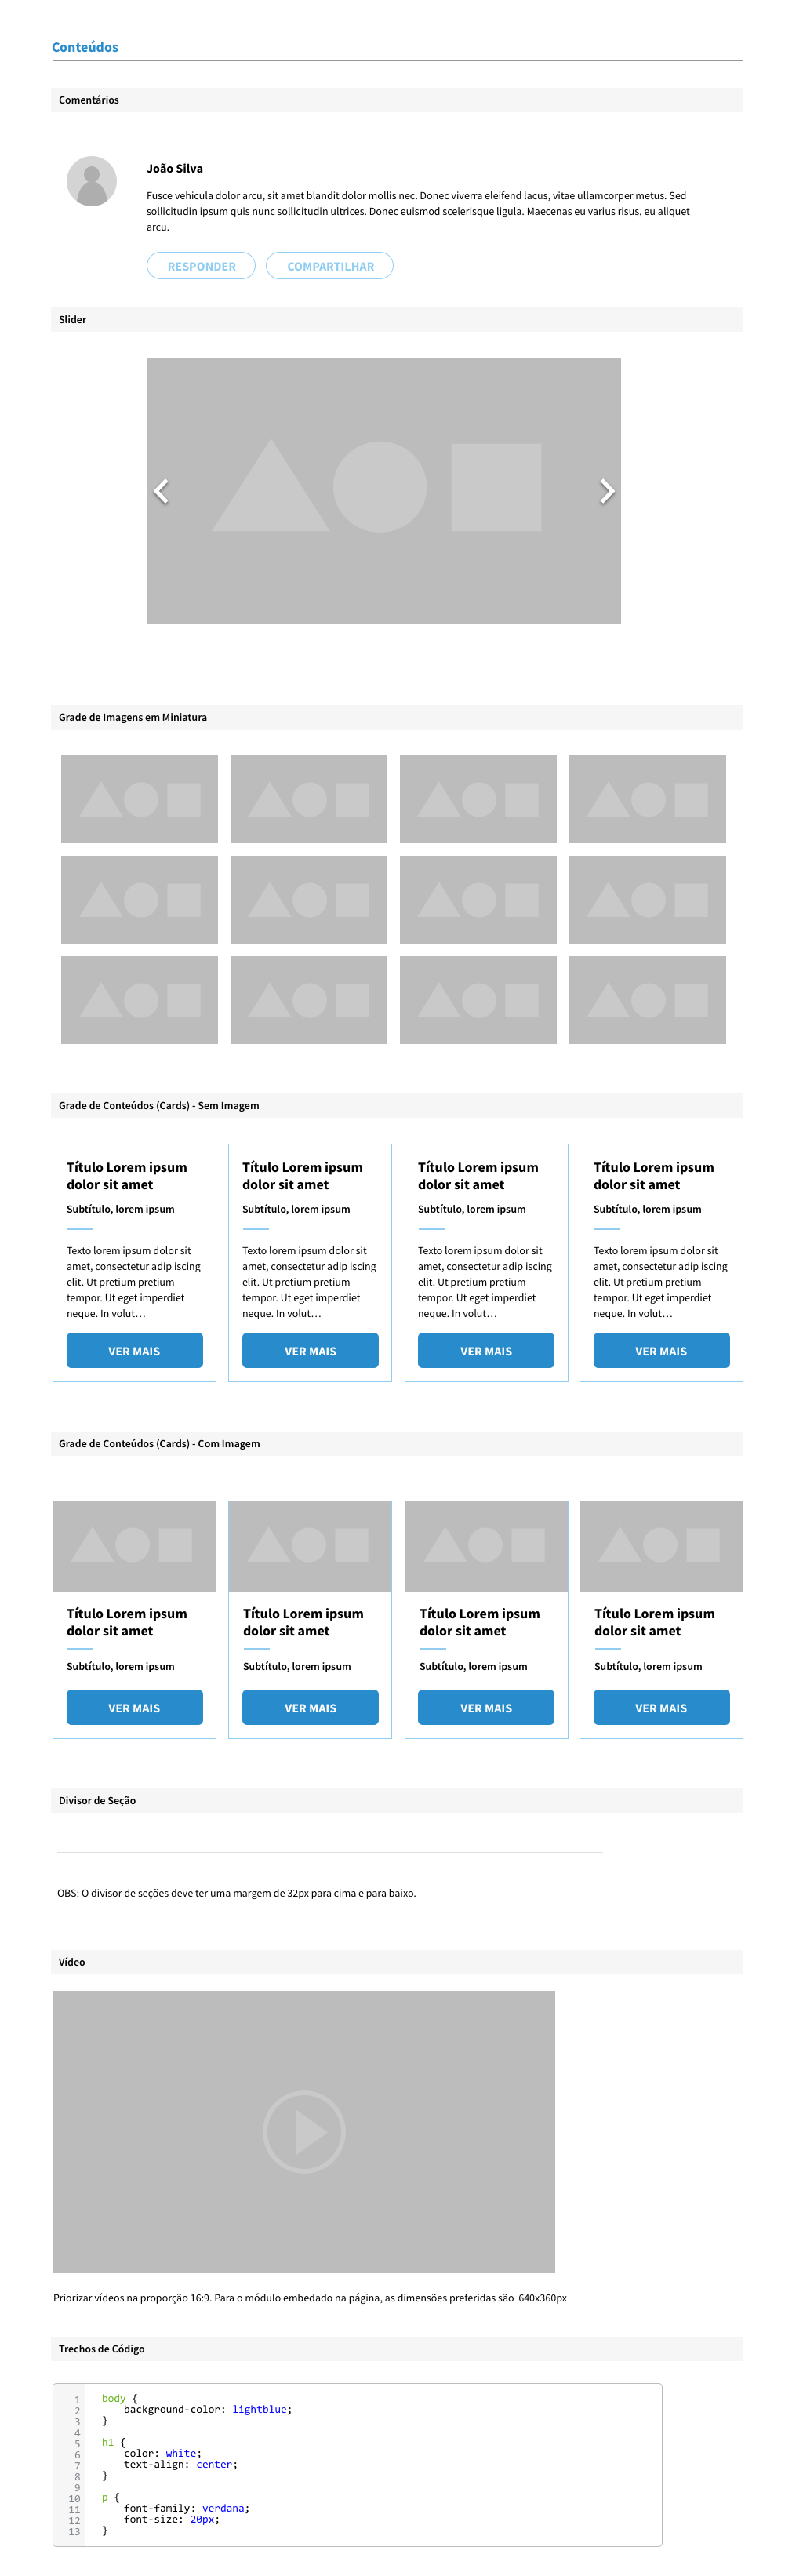 Conteúdos
Comentários
João Silva
Fusce vehicula dolor arcu, sit amet blandit dolor mollis nec. Donec viverra eleifend lacus, vitae ullamcorper metus. Sed
sollicitudin ipsum quis nunc sollicitudin ultrices. Donec euismod scelerisque ligula. Maecenas eu varius risus, eu aliquet
arcu.
RESPONDER COMPARTILHAR
Slider
Grade de Imagens em Miniatura
Grade de Conteúdos (Cards) - Sem Imagem
Título Lorem ipsum
dolor sit amet
Subtítulo, lorem ipsum
Texto lorem ipsum dolor sit
amet, consectetur adip iscing
elit. Ut pretium pretium
tempor. Ut eget imperdiet
neque. In volut…
VER MAIS
Título Lorem ipsum
dolor sit amet
Subtítulo, lorem ipsum
Texto lorem ipsum dolor sit
amet, consectetur adip iscing
elit. Ut pretium pretium
tempor. Ut eget imperdiet
neque. In volut…
VER MAIS
Título Lorem ipsum
dolor sit amet
Subtítulo, lorem ipsum
Texto lorem ipsum dolor sit
amet, consectetur adip iscing
elit. Ut pretium pretium
tempor. Ut eget imperdiet
neque. In volut…
VER MAIS
Título Lorem ipsum
dolor sit amet
Subtítulo, lorem ipsum
Texto lorem ipsum dolor sit
amet, consectetur adip iscing
elit. Ut pretium pretium
tempor. Ut eget imperdiet
neque. In volut…
VER MAIS
Grade de Conteúdos (Cards) - Com Imagem
Título Lorem ipsum
dolor sit amet
Subtítulo, lorem ipsum
VER MAIS
Título Lorem ipsum
dolor sit amet
Subtítulo, lorem ipsum
VER MAIS
Título Lorem ipsum
dolor sit amet
Subtítulo, lorem ipsum
VER MAIS
Título Lorem ipsum
dolor sit amet
Subtítulo, lorem ipsum
VER MAIS
Divisor de Seção
OBS: O divisor de seções deve ter uma margem de 32px para cima e para baixo.
Vídeo
Priorizar vídeos na proporção 16:9. Para o módulo embedado na página, as dimensões preferidas são 640x360px
Trechos de Código
1 body {
2 background-color: lightblue;
3 }
4
5 h1 {
6 color: white;
7 text-align: center;
8 }
9
10 p {
11 font-family: verdana;
12 font-size: 20px;
13 }